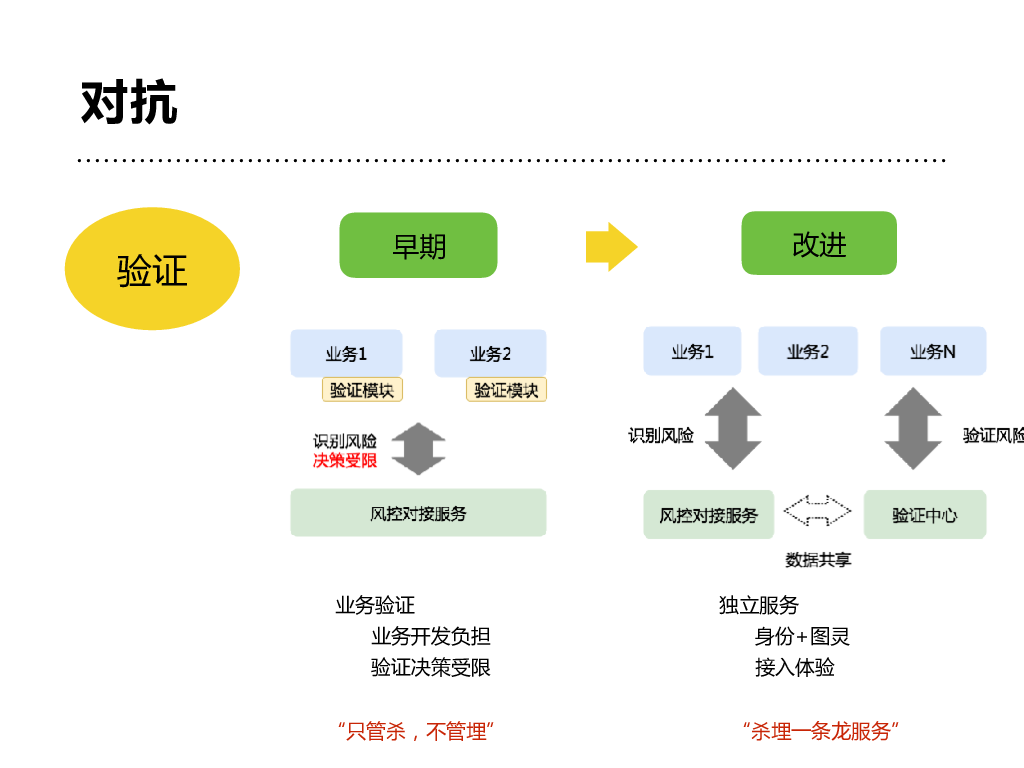 对抗
验证
早期
改进
业务1
业务2
验证模块
验证模块
识别风险
决策受限
风控对接服务
业务1
业务2
业务N
识别风险
验证风险
风控对接服务
验证中心
数据共享
业务验证
业务开发负担
验证决策受限
“只管杀，不管埋”
独立服务
身份+图灵
接入体验
“杀埋一条龙服务”